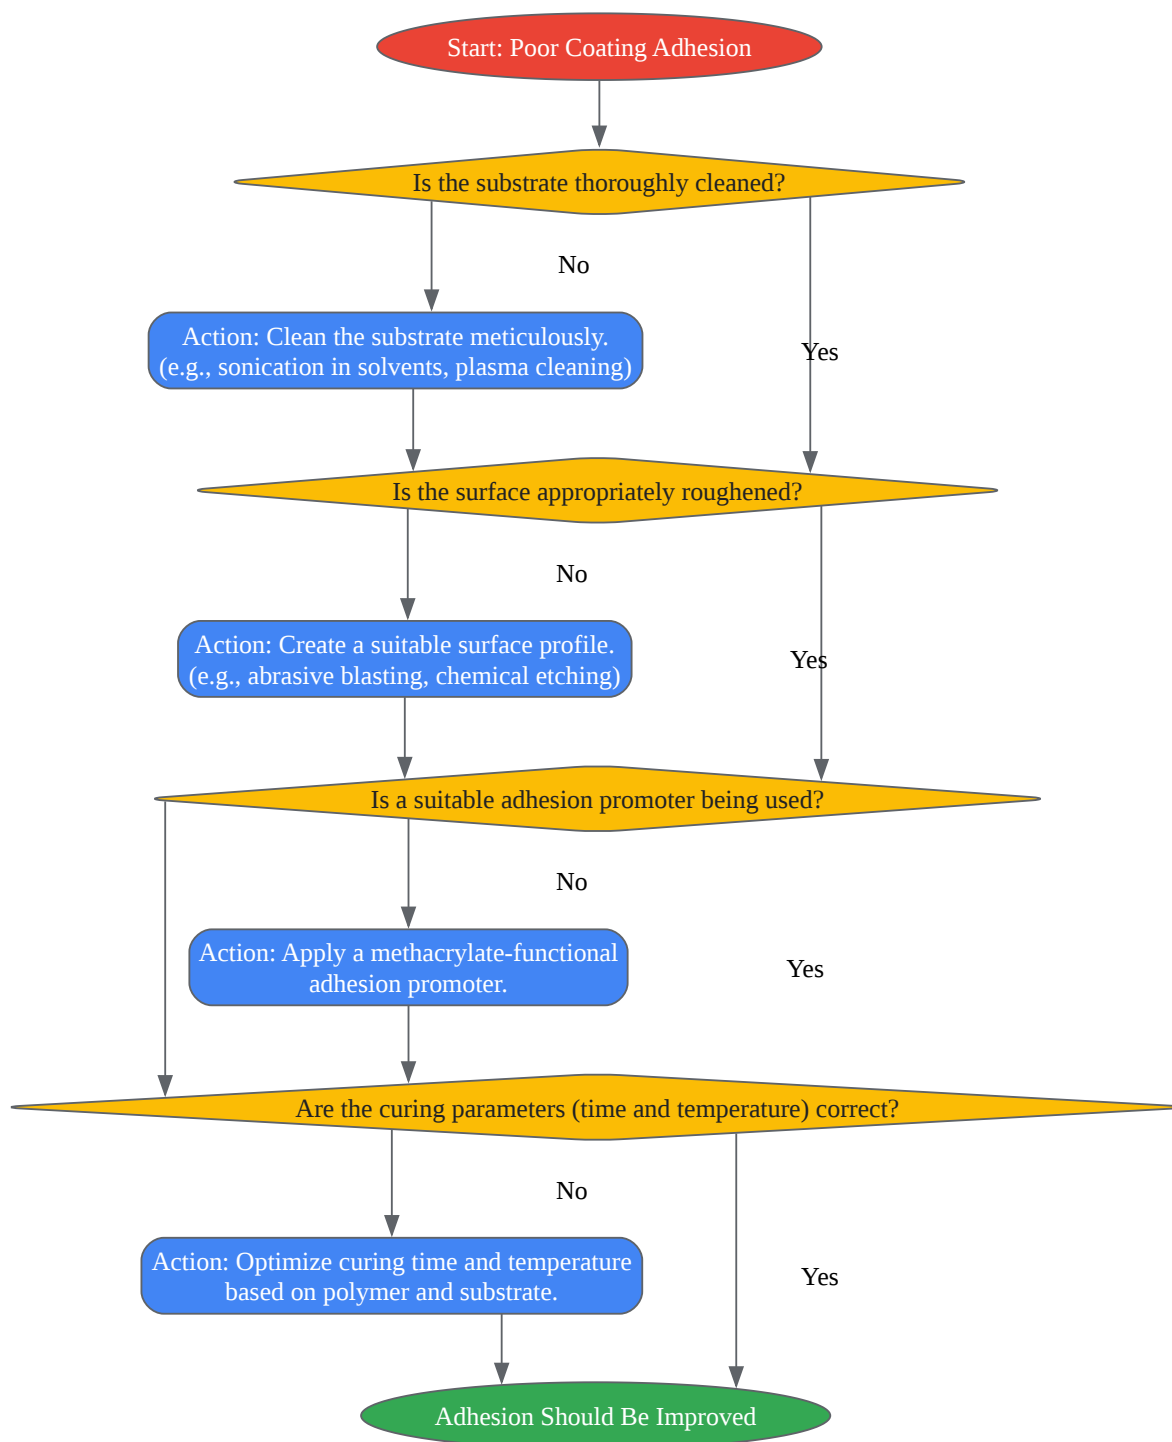 Start: Poor Coating Adhesion
Is the substrate thoroughly cleaned?
No
Action: Clean the substrate meticulously.
(e.g., sonication in solvents, plasma cleaning)
Yes
Is the surface appropriately roughened?
No
Action: Create a suitable surface profile.
(e.g., abrasive blasting, chemical etching)
Yes
Is a suitable adhesion promoter being used?
No
Action: Apply a methacrylate-functional
adhesion promoter.
Yes
Are the curing parameters (time and temperature) correct?
No
Action: Optimize curing time and temperature
based on polymer and substrate.
Yes
Adhesion Should Be Improved